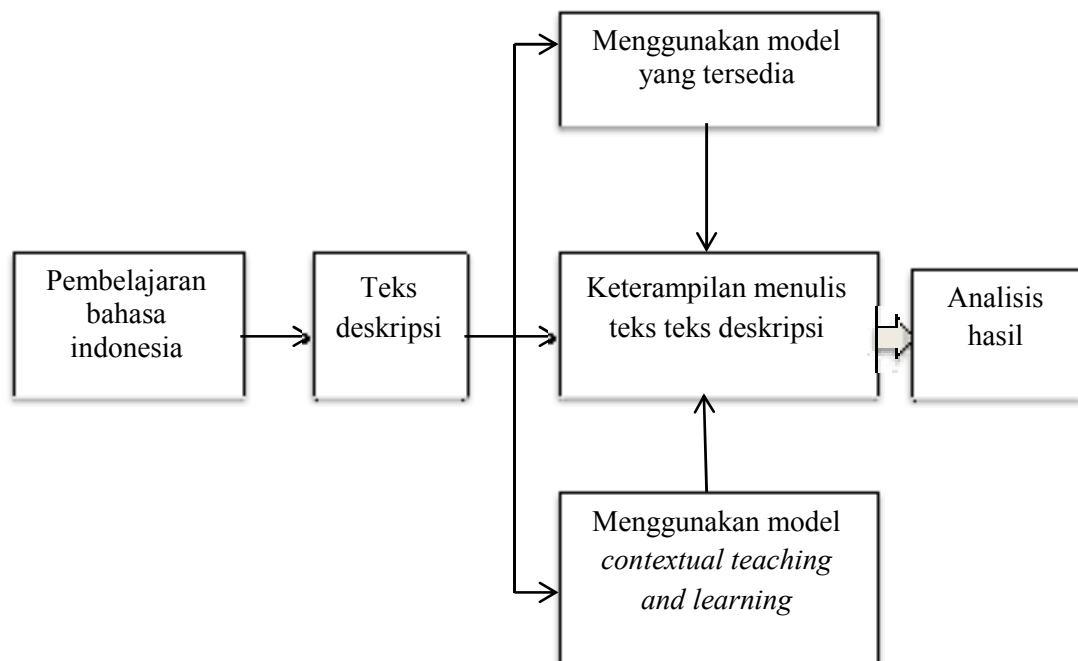 Menggunakan model
yang tersedia
Pembelajaran
bahasa
indonesia
Teks
deskripsi
Keterampilan menulis
teks teks deskripsi
Analisis
hasil
Menggunakan model
contextual teaching
and learning